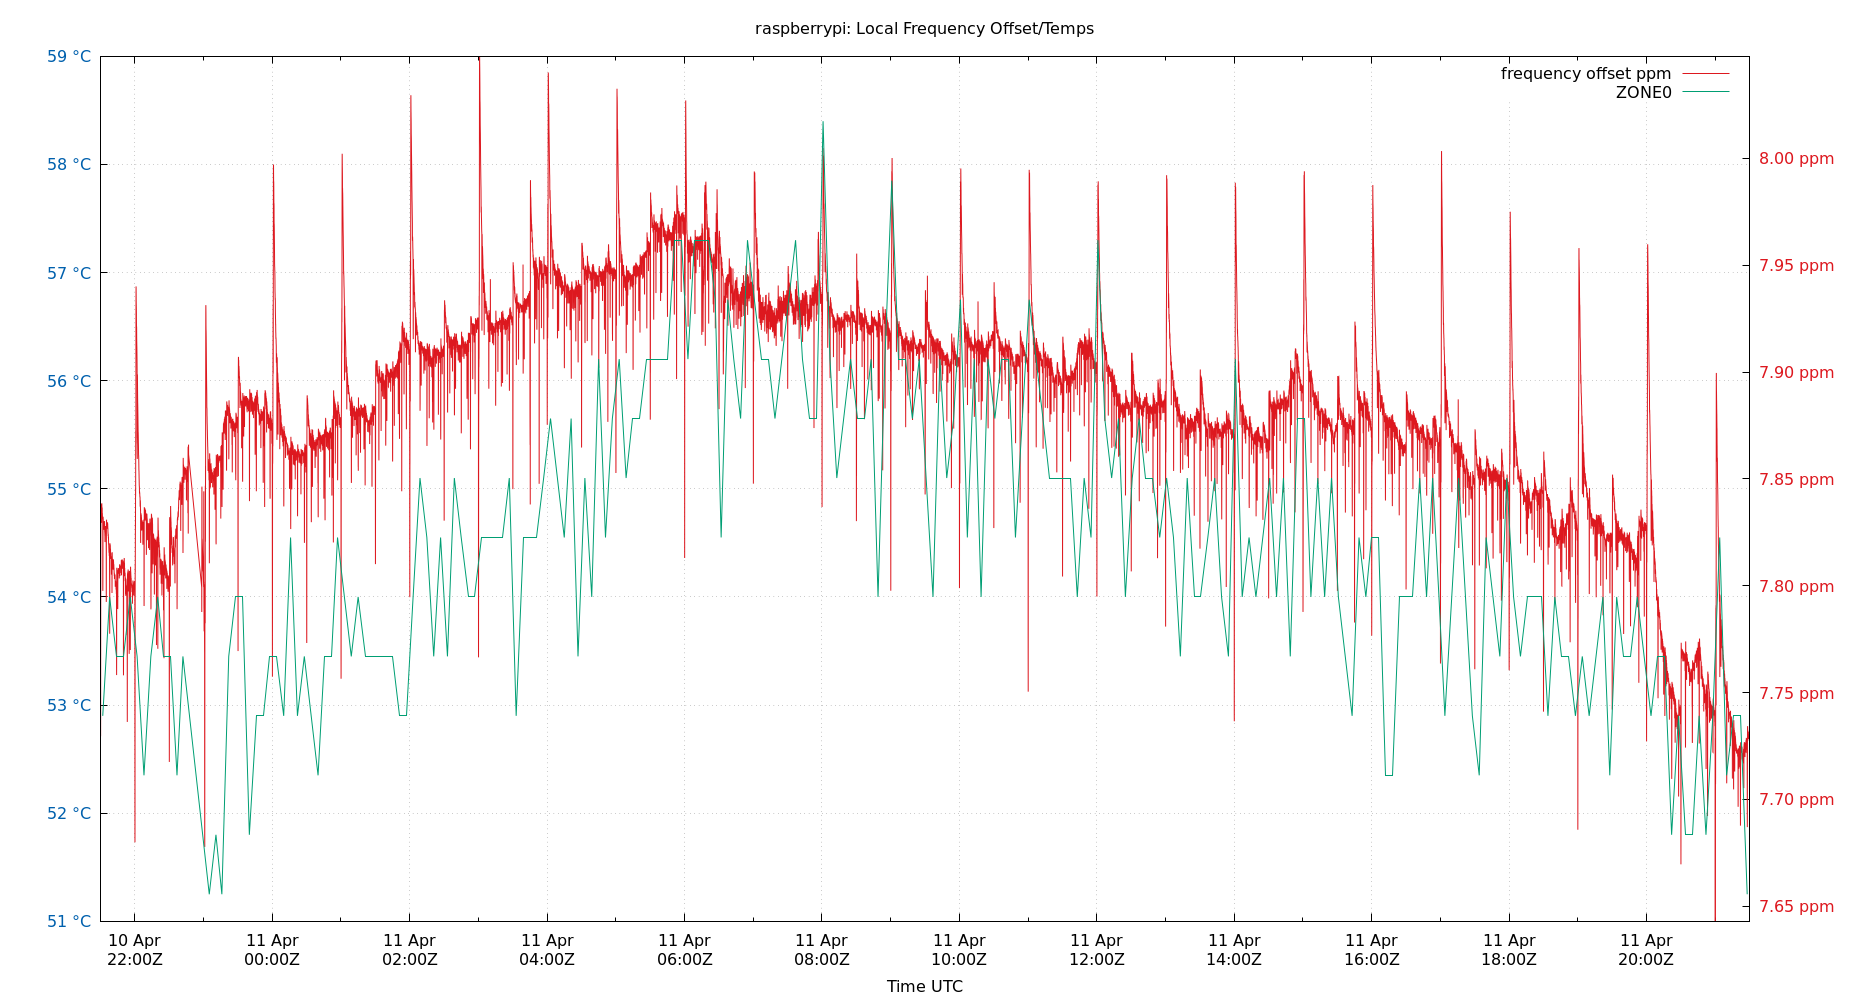 raspberrypi: Local Frequency Offset/Temps
59 °C
58 °C
57 °C
56 °C
55 °C
54 °C
53 °C
52 °C
51 °C
frequency offset ppm
ZONE0
8.00 ppm
7.95 ppm
7.90 ppm
7.85 ppm
7.80 ppm
7.75 ppm
7.70 ppm
7.65 ppm
10 Apr
22:00Z
11 Apr
00:00Z
11 Apr
02:00Z
11 Apr
04:00Z
11 Apr
06:00Z
11 Apr
08:00Z
11 Apr
10:00Z
11 Apr
12:00Z
11 Apr
14:00Z
11 Apr
16:00Z
11 Apr
18:00Z
11 Apr
20:00Z
Time UTC